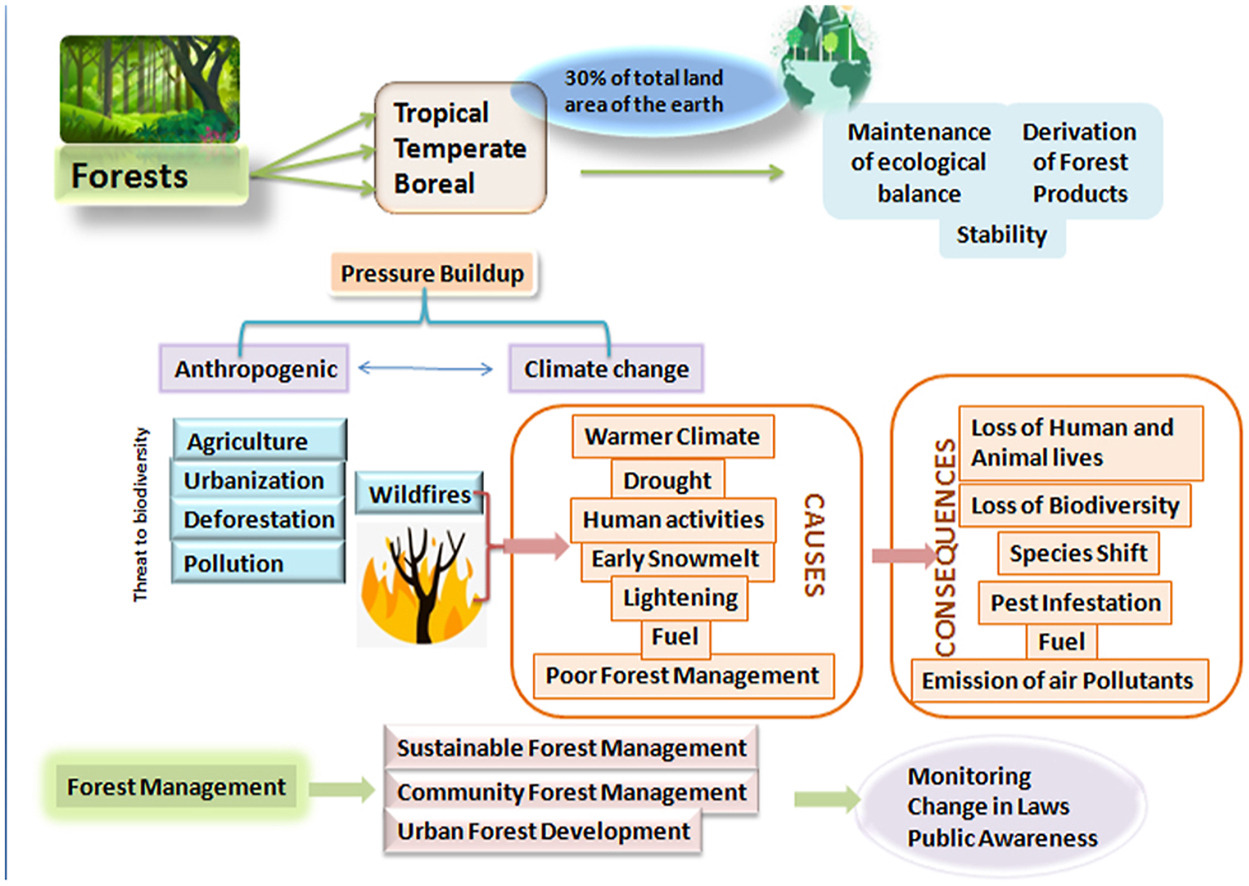 30% of total land
area of the earth
Forests
Tropical
Temperate
Boreal
Maintenance
of ecological
balance
Derivation
of Forest
Products
Stability
Pressure Buildup
Anthropogenic
Climate change
Threat to biodiversity
Agriculture
Urbanization
Deforestation
Pollution
Wildfires
Warmer Climate
Drought
Human activities
Early Snowmelt
Lightening
Fuel
Poor Forest Management
CAUSES
CONSEQUENCES
Loss of Human and
Animal lives
Loss of Biodiversity
Species Shift
Pest Infestation
Fuel
Emission of air Pollutants
Forest Management
Sustainable Forest Management
Community Forest Management
Urban Forest Development
Monitoring
Change in Laws
Public Awareness